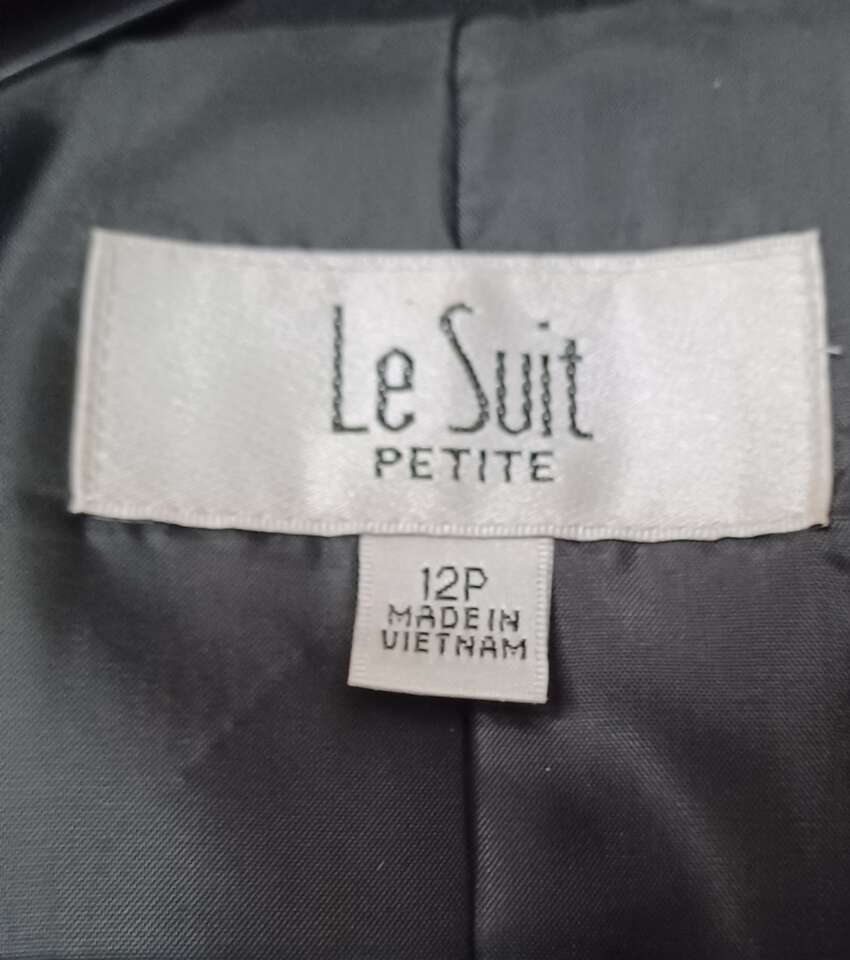 Le Suit
PETITE
12P
MADE IN
VIETNAM